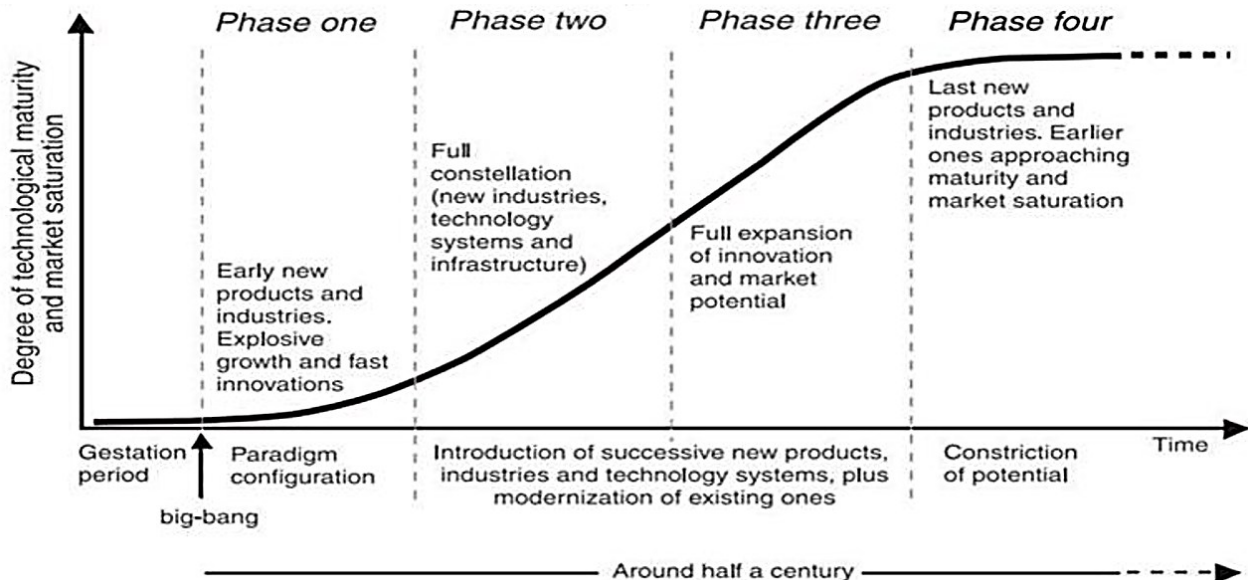 Phase one
Phase two
Phase three
Phase four
Degree of technological maturity
and market saturation
Early new
products and
industries.
Explosive
growth and fast
innovations
Full
constellation
(new industries,
technology
systems and
infrastructure)
Full expansion
of innovation
and market
potential
Last new
products and
industries. Earlier
ones approaching
maturity and
market saturation
Time
Gestation
period
big-bang
Paradigm
configuration
Introduction of successive new products,
industries and technology systems, plus
modernization of existing ones
Constriction
of potential
Around half a century